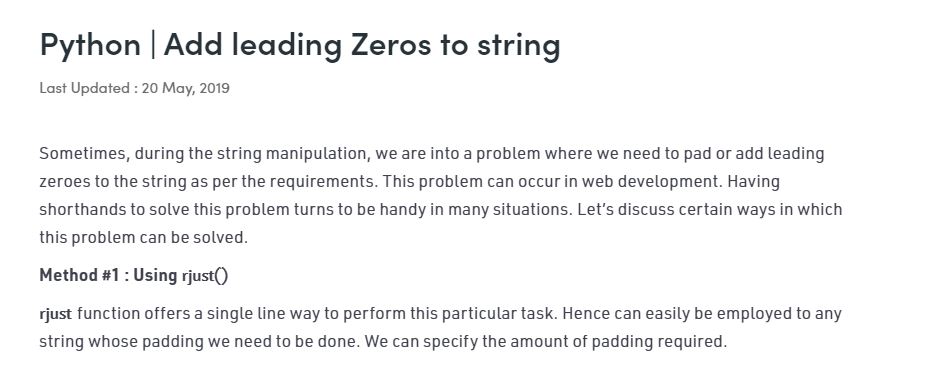 Python | Add leading Zeros to string
Last Updated : 20 May, 2019
Sometimes, during the string manipulation, we are into a problem where we need to pad or add leading
zeroes to the string as per the requirements. This problem can occur in web development. Having
shorthands to solve this problem turns to be handy in many situations. Let’s discuss certain ways in which
this problem can be solved.
Method #1 : Using rjust()
rjust function offers a single line way to perform this particular task. Hence can easily be employed to any
string whose padding we need to be done. We can specify the amount of padding required.